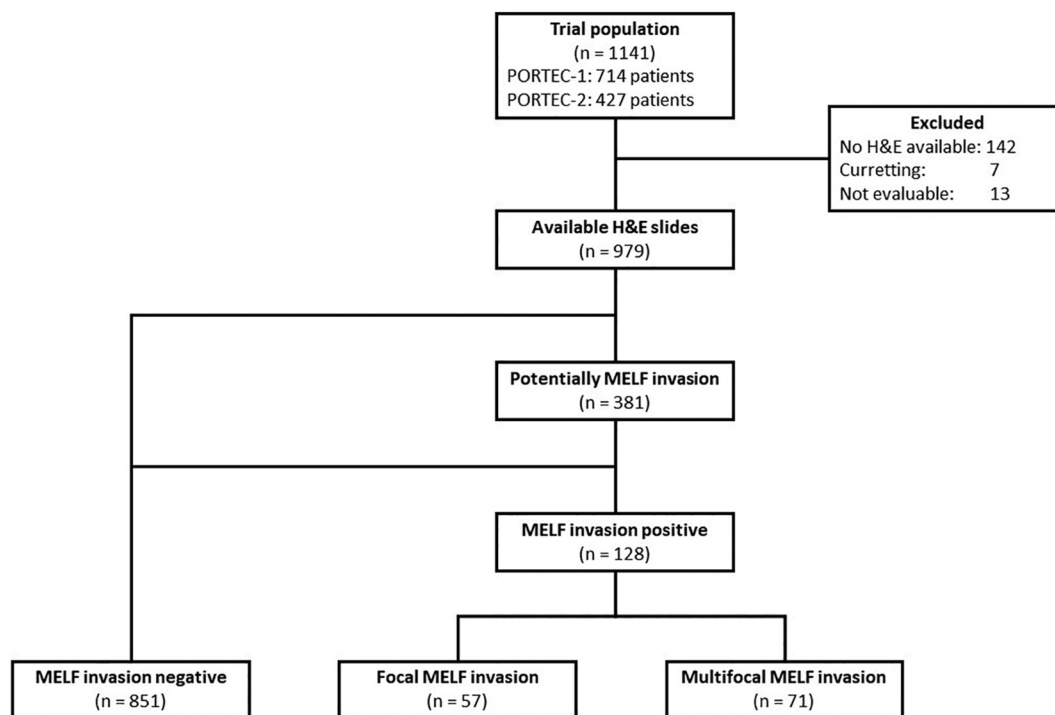 Trial population
(n = 1141)
PORTEC-1: 714 patients
PORTEC-2: 427 patients
Excluded
No H&E available: 142
Curretting: 7
Not evaluable: 13
Available H&E slides
(n = 979)
Potentially MELF invasion
(n = 381)
MELF invasion positive
(n = 128)
MELF invasion negative
(n = 851)
Focal MELF invasion
(n = 57)
Multifocal MELF invasion
(n = 71)